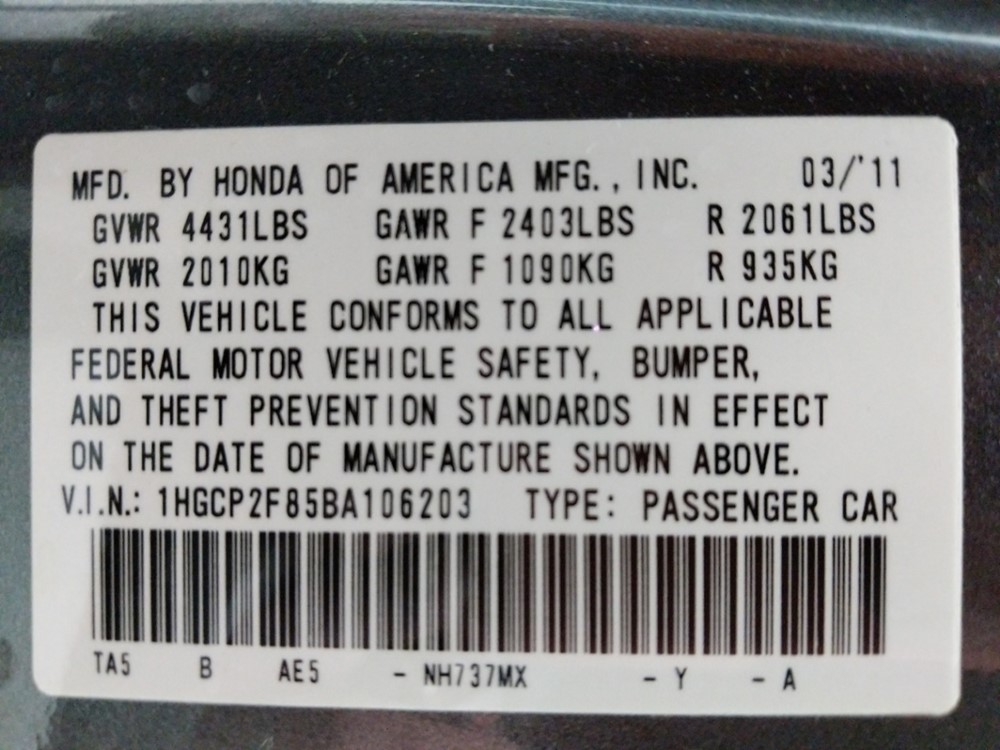 MFD. BY HONDA OF AMERICA MFG., INC. 03/'11
GVWR 4431LBS GAWR F 2403LBS R 2061LBS
GVWR 2010KG GAWR F 1090KG R 935KG
THIS VEHICLE CONFORMS TO ALL APPLICABLE
FEDERAL MOTOR VEHICLE SAFETY, BUMPER,
AND THEFT PREVENTION STANDARDS IN EFFECT
ON THE DATE OF MANUFACTURE SHOWN ABOVE.
V.I.N.: 1HGCP2F85BA106203 TYPE: PASSENGER CAR
TA5 B AE5 - NH737MX - Y - A